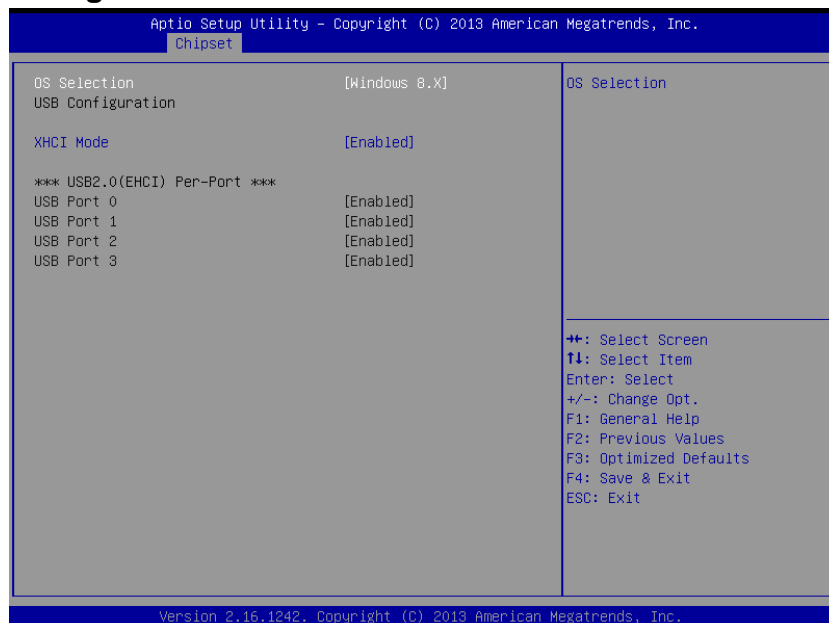 Aptio Setup Utility – Copyright (C) 2013 American Megatrends, Inc.
Chipset
OS Selection [Windows 8.X]
USB Configuration
XHCI Mode [Enabled]
*** USB2.0(EHCI) Per-Port ***
USB Port 0 [Enabled]
USB Port 1 [Enabled]
USB Port 2 [Enabled]
USB Port 3 [Enabled]
OS Selection
→←: Select Screen
↑↓: Select Item
Enter: Select
+/-: Change Opt.
F1: General Help
F2: Previous Values
F3: Optimized Defaults
F4: Save & Exit
ESC: Exit
Version 2.16.1242. Copyright (C) 2013 American Megatrends, Inc.